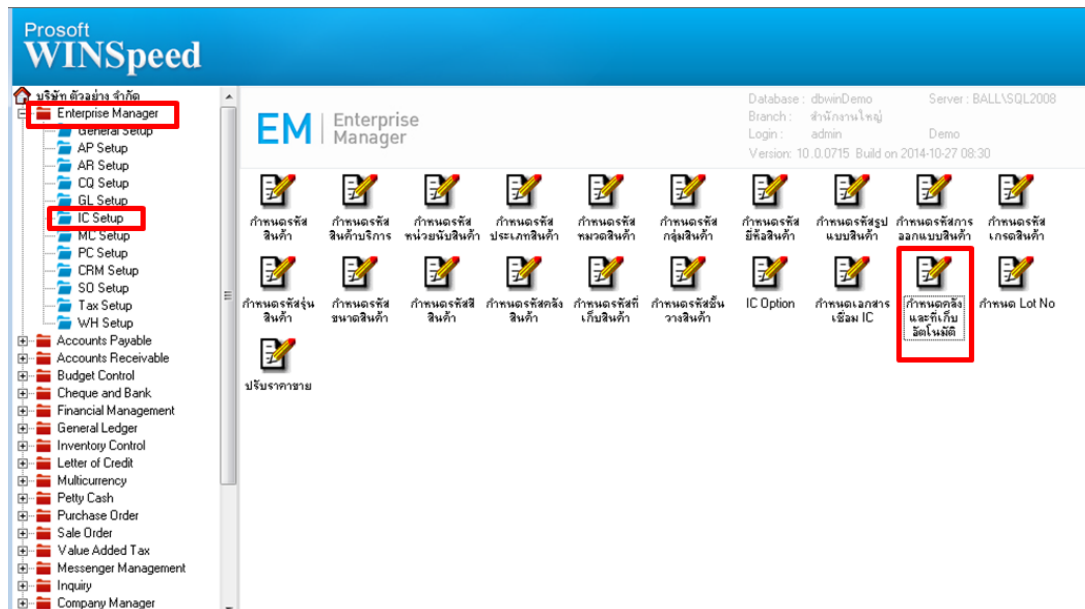 Prosoft
WINSpeed
บริษัท ตัวอย่าง จำกัด
Enterprise Manager
General Setup
AP Setup
AR Setup
CQ Setup
GL Setup
IC Setup
MC Setup
PC Setup
CRM Setup
SO Setup
Tax Setup
WH Setup
Accounts Payable
Accounts Receivable
Budget Control
Cheque and Bank
Financial Management
General Ledger
Inventory Control
Letter of Credit
Multicurrency
Petty Cash
Purchase Order
Sale Order
Value Added Tax
Messenger Management
Inquiry
Company Manager
EM Enterprise
Manager
Database : dbwinDemo Server : BALL\SQL2008
Branch : สำนักงานใหญ่
Login : admin Demo
Version: 10.0.0715 Build on 2014-10-27 08:30
กำหนดรหัส
สินค้า
กำหนดรหัส
สินค้าบริการ
กำหนดรหัส
หน่วยนับสินค้า
กำหนดรหัส
ประเภทสินค้า
กำหนดรหัส
หมวดสินค้า
กำหนดรหัส
กลุ่มสินค้า
กำหนดรหัส
ยี่ห้อสินค้า
กำหนดรหัสรูป
แบบสินค้า
กำหนดรหัสการ
ออกแบบสินค้า
กำหนดรหัส
เกรดสินค้า
กำหนดรหัสรุ่น
สินค้า
กำหนดรหัส
ขนาดสินค้า
กำหนดรหัสสี
สินค้า
กำหนดรหัสคลัง
สินค้า
กำหนดรหัสที่
เก็บสินค้า
กำหนดรหัสชั้น
วางสินค้า
IC Option
กำหนดเอกสาร
เชื่อม IC
กำหนดคลัง
และที่เก็บ
อัตโนมัติ
กำหนด Lot No
ปรับราคาขาย